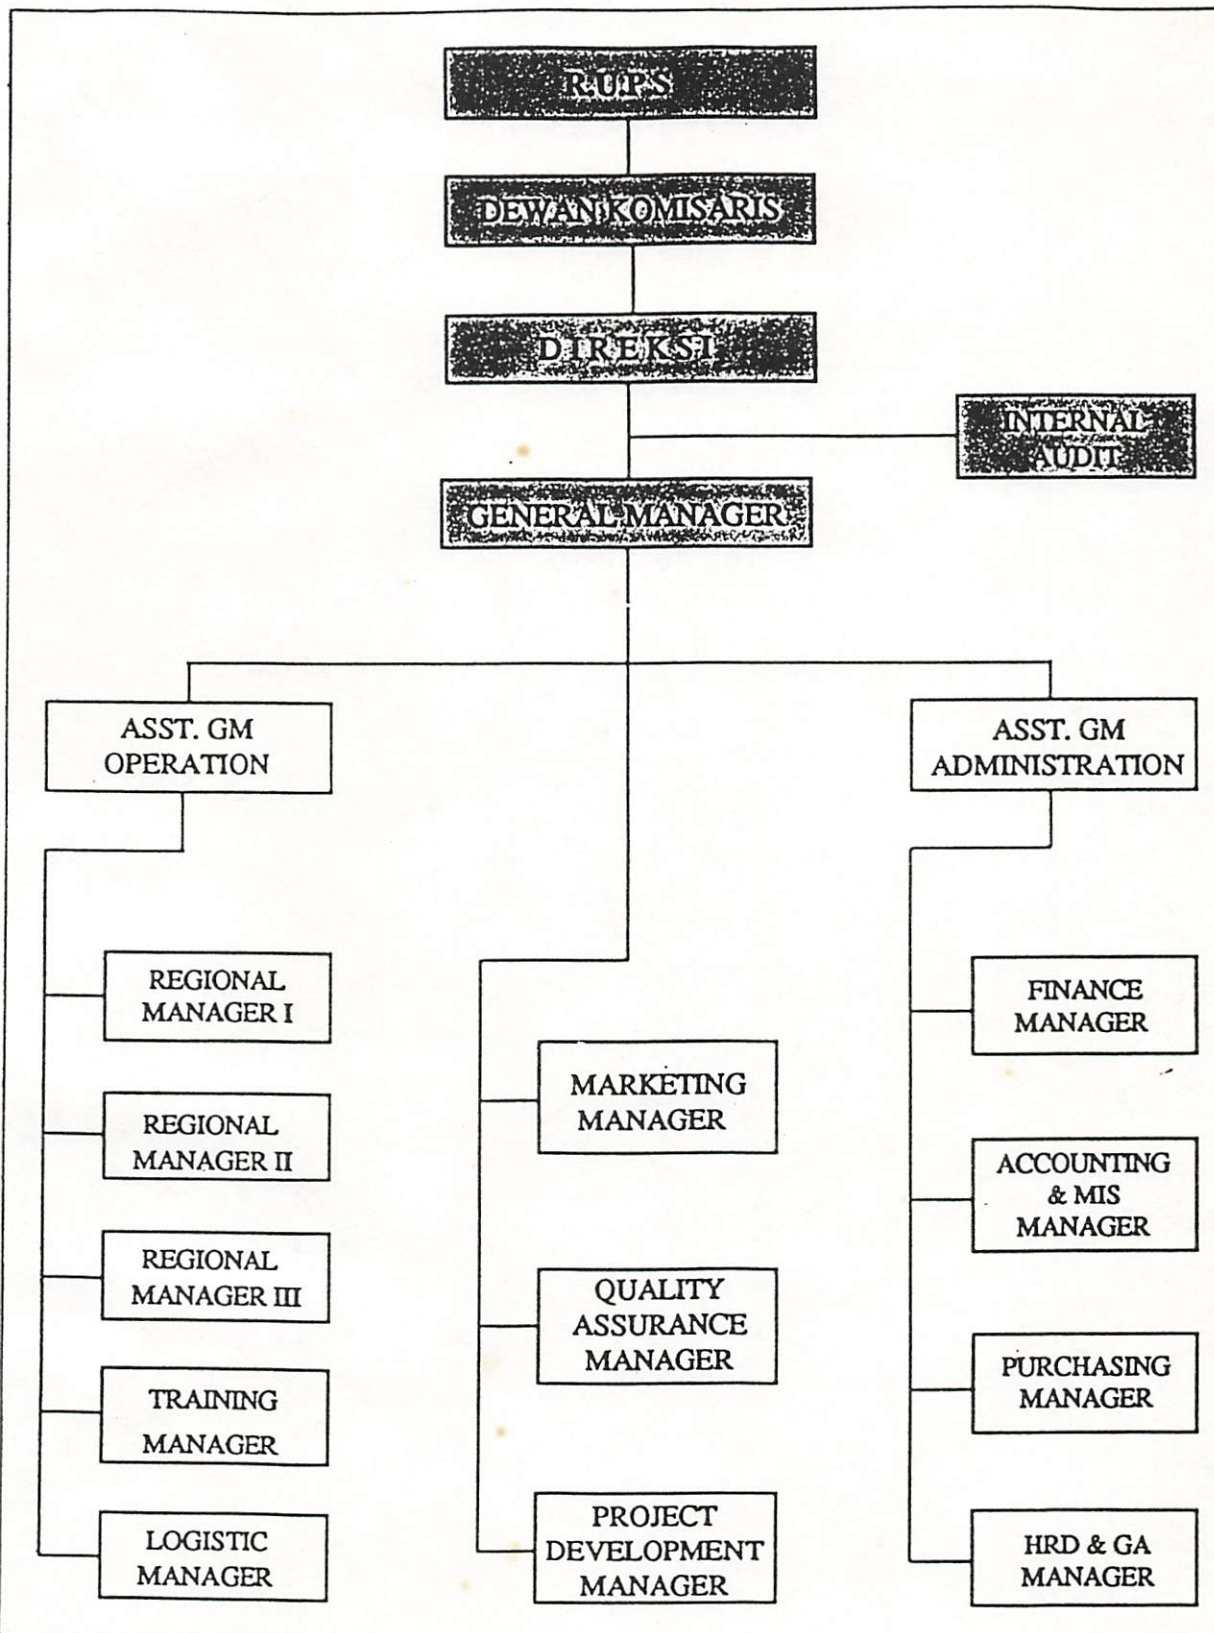 R.U.P.S
DEWAN KOMISARIS
DIREKSI
INTERNAL
AUDIT
GENERAL MANAGER
ASST. GM
OPERATION
ASST. GM
ADMINISTRATION
REGIONAL
MANAGER I
REGIONAL
MANAGER II
REGIONAL
MANAGER III
TRAINING
MANAGER
LOGISTIC
MANAGER
MARKETING
MANAGER
QUALITY
ASSURANCE
MANAGER
PROJECT
DEVELOPMENT
MANAGER
FINANCE
MANAGER
ACCOUNTING
& MIS
MANAGER
PURCHASING
MANAGER
HRD & GA
MANAGER